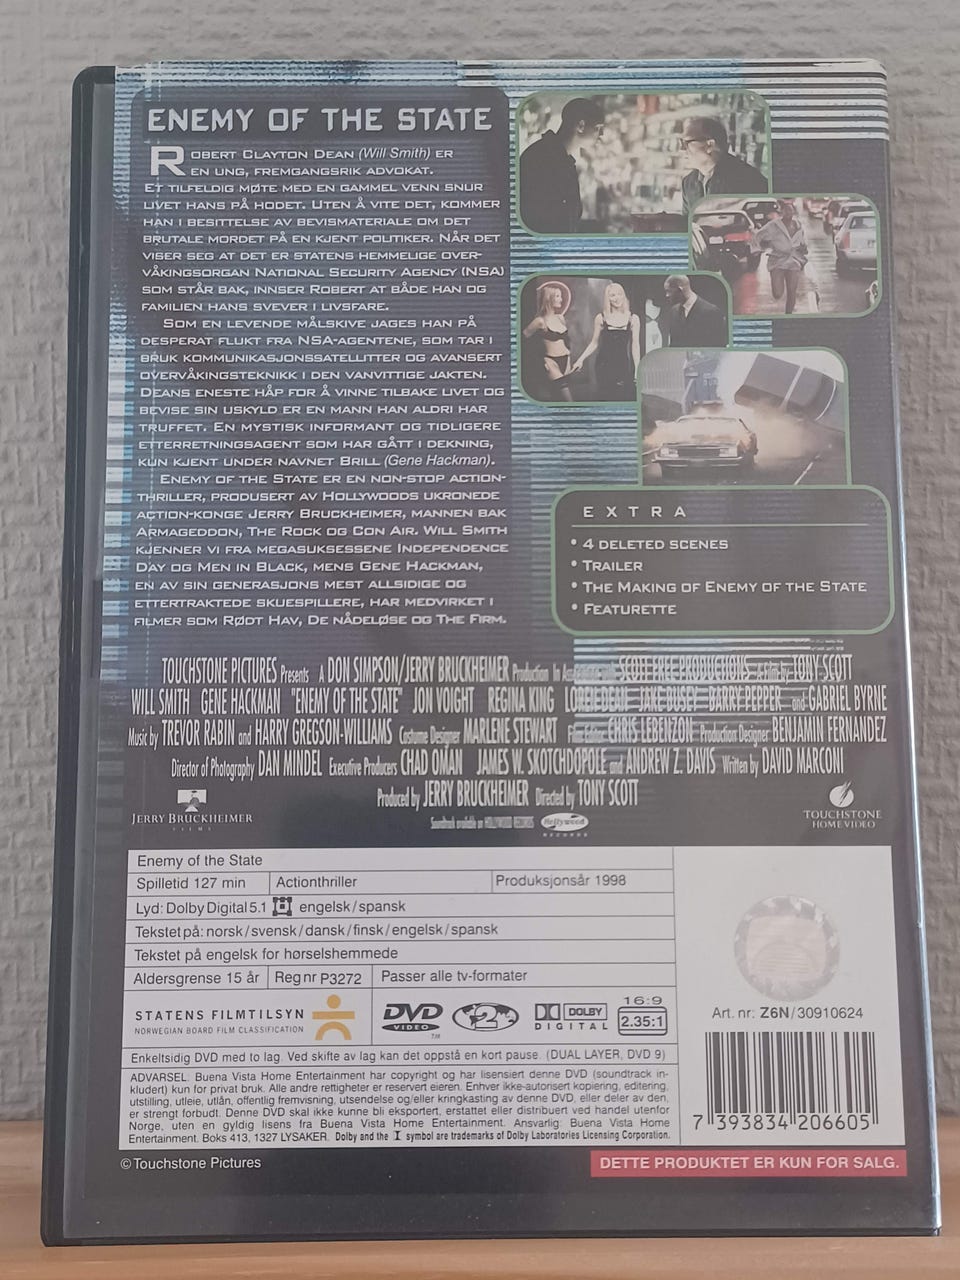 ENEMY OF THE STATE
ROBERT CLAYTON DEAN (Will Smith) ER
EN UNG, FREMGANGSRIK ADVOKAT.
ET TILFELDIG MØTE MED EN GAMMEL VENN SNUR
LIVET HANS PÅ HODET. UTEN Å VITE DET, KOMMER
HAN I BESITTELSE AV BEVISMATERIALE OM DET
BRUTALE MORDET PÅ EN KJENT POLITIKER. NÅR DET
VISER SEG AT DET ER STATENS HEMMELIGE OVER-
VÅKINGSORGAN NATIONAL SECURITY AGENCY (NSA)
SOM STÅR BAK, INNSER ROBERT AT BÅDE HAN OG
FAMILIEN HANS SVEVER I LIVSFARE.
SOM EN LEVENDE MÅLSKIVE JAGES HAN PÅ
DESPERAT FLUKT FRA NSA-AGENTENE, SOM TAR I
BRUK KOMMUNIKASJONSSATELLITTER OG AVANSERT
OVERVÅKINGSTEKNIKK I DEN VANVITTIGE JAKTEN.
DEANS ENESTE HÅP FOR Å VINNE TILBAKE LIVET OG
BEVISE SIN USKYLD ER EN MANN HAN ALDRI HAR
TRUFFET. EN MYSTISK INFORMANT OG TIDLIGERE
ETTERRETNINGSAGENT SOM HAR GÅTT I DEKNING,
KUN KJENT UNDER NAVNET BRILL (Gene Hackman).
ENEMY OF THE STATE ER EN NON-STOP ACTION-
THRILLER, PRODUSERT AV HOLLYWOODS UKRONEDE
ACTION-KONGE JERRY BRUCKHEIMER, MANNEN BAK
ARMAGEDDON, THE ROCK OG CON AIR. WILL SMITH
KJENNER VI FRA MEGASUKSESSENE INDEPENDENCE
DAY OG MEN IN BLACK, MENS GENE HACKMAN,
EN AV SIN GENERASJONS MEST ALLSIDIGE OG
ETTERTRAKTEDE SKUESPILLERE, HAR MEDVIRKET I
FILMER SOM RØDT HAV, DE NÅDELØSE OG THE FIRM.
EXTRA
• 4 DELETED SCENES
• TRAILER
• THE MAKING OF ENEMY OF THE STATE
• FEATURETTE
TOUCHSTONE PICTURES Presents A DON SIMPSON/JERRY BRUCKHEIMER Production In Association with SCOTT FREE PRODUCTIONS A Film by TONY SCOTT
WILL SMITH GENE HACKMAN "ENEMY OF THE STATE" JON VOIGHT REGINA KING LOREN DEAN JAKE BUSEY BARRY PEPPER and GABRIEL BYRNE
Music by TREVOR RABIN and HARRY GREGSON-WILLIAMS Costume Designer MARLENE STEWART Film Editor CHRIS LEBENZON Production Designer BENJAMIN FERNANDEZ
Director of Photography DAN MINDEL Executive Producers CHAD OMAN JAMES W. SKOTCHDOPOLE and ANDREW Z. DAVIS Written by DAVID MARCONI
Produced by JERRY BRUCKHEIMER Directed by TONY SCOTT
Soundtrack available on HOLLYWOOD RECORDS Hollywood RECORDS
JERRY BRUCKHEIMER
FILMS
TOUCHSTONE
HOME VIDEO
Enemy of the State
Spilletid 127 min Actionthriller Produksjonsår 1998
Lyd: Dolby Digital 5.1 engelsk/spansk
Tekstet på: norsk/svensk/dansk/finsk/engelsk/spansk
Tekstet på engelsk for hørselshemmede
Aldersgrense 15 år Reg nr P3272 Passer alle tv-formater
STATENS FILMTILSYN
NORWEGIAN BOARD FILM CLASSIFICATION
DVD
VIDEO
TM
2
DOLBY
DIGITAL
16:9
2.35:1
Art. nr: Z6N/30910624
Enkeltsidig DVD med to lag. Ved skifte av lag kan det oppstå en kort pause. (DUAL LAYER, DVD 9)
ADVARSEL: Buena Vista Home Entertainment har copyright og har lisensiert denne DVD (soundtrack in-
kludert) kun for privat bruk. Alle andre rettigheter er reservert eieren. Enhver ikke-autorisert kopiering, editering,
utstilling, utleie, utlån, offentlig fremvisning, utsendelse og/eller kringkasting av denne DVD, eller deler av den,
er strengt forbudt. Denne DVD skal ikke kunne bli eksportert, erstattet eller distribuert ved handel utenfor
Norge, uten en gyldig lisens fra Buena Vista Home Entertainment. Ansvarlig: Buena Vista Home
Entertainment. Boks 413, 1327 LYSAKER. Dolby and the symbol are trademarks of Dolby Laboratories Licensing Corporation.
7 393834 206605
© Touchstone Pictures
DETTE PRODUKTET ER KUN FOR SALG.